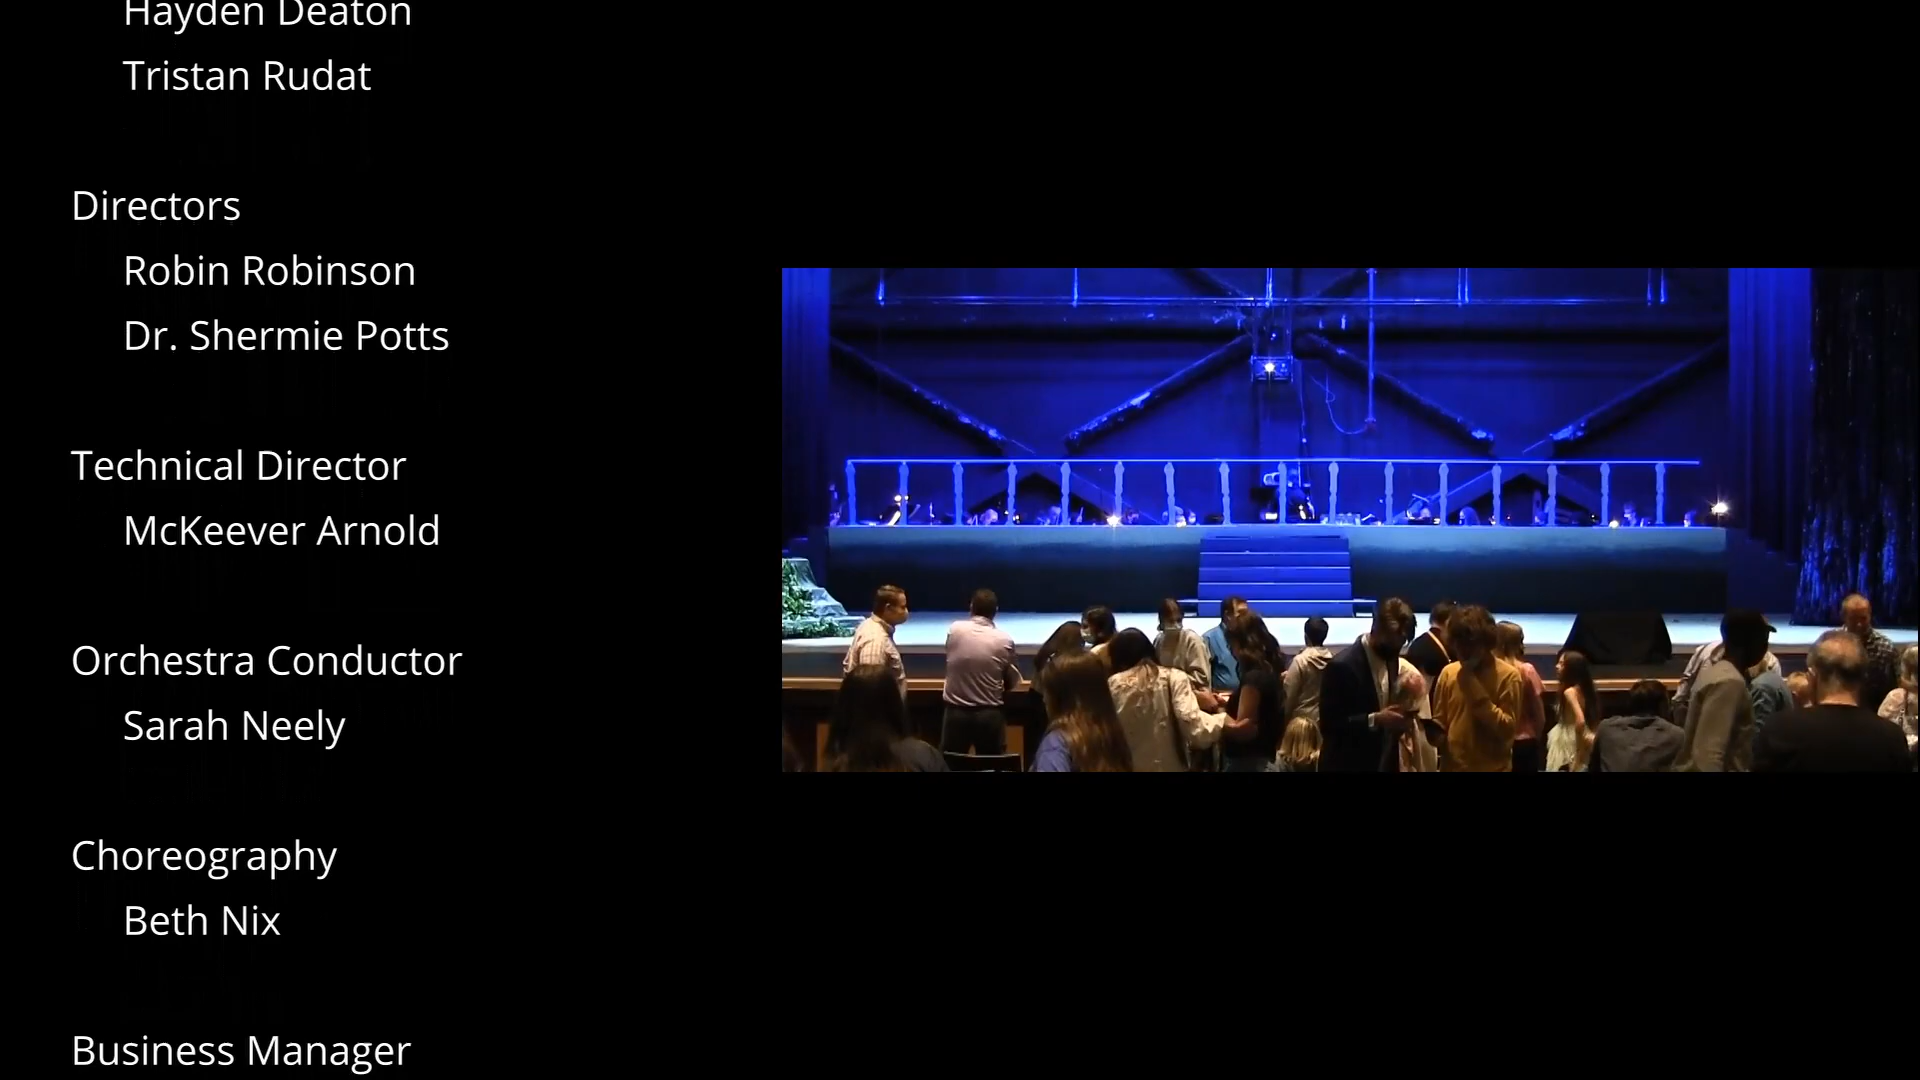 Hayden Deaton
Tristan Rudat
Directors
Robin Robinson
Dr. Shermie Potts
Technical Director
McKeever Arnold
Orchestra Conductor
Sarah Neely
Choreography
Beth Nix
Business Manager